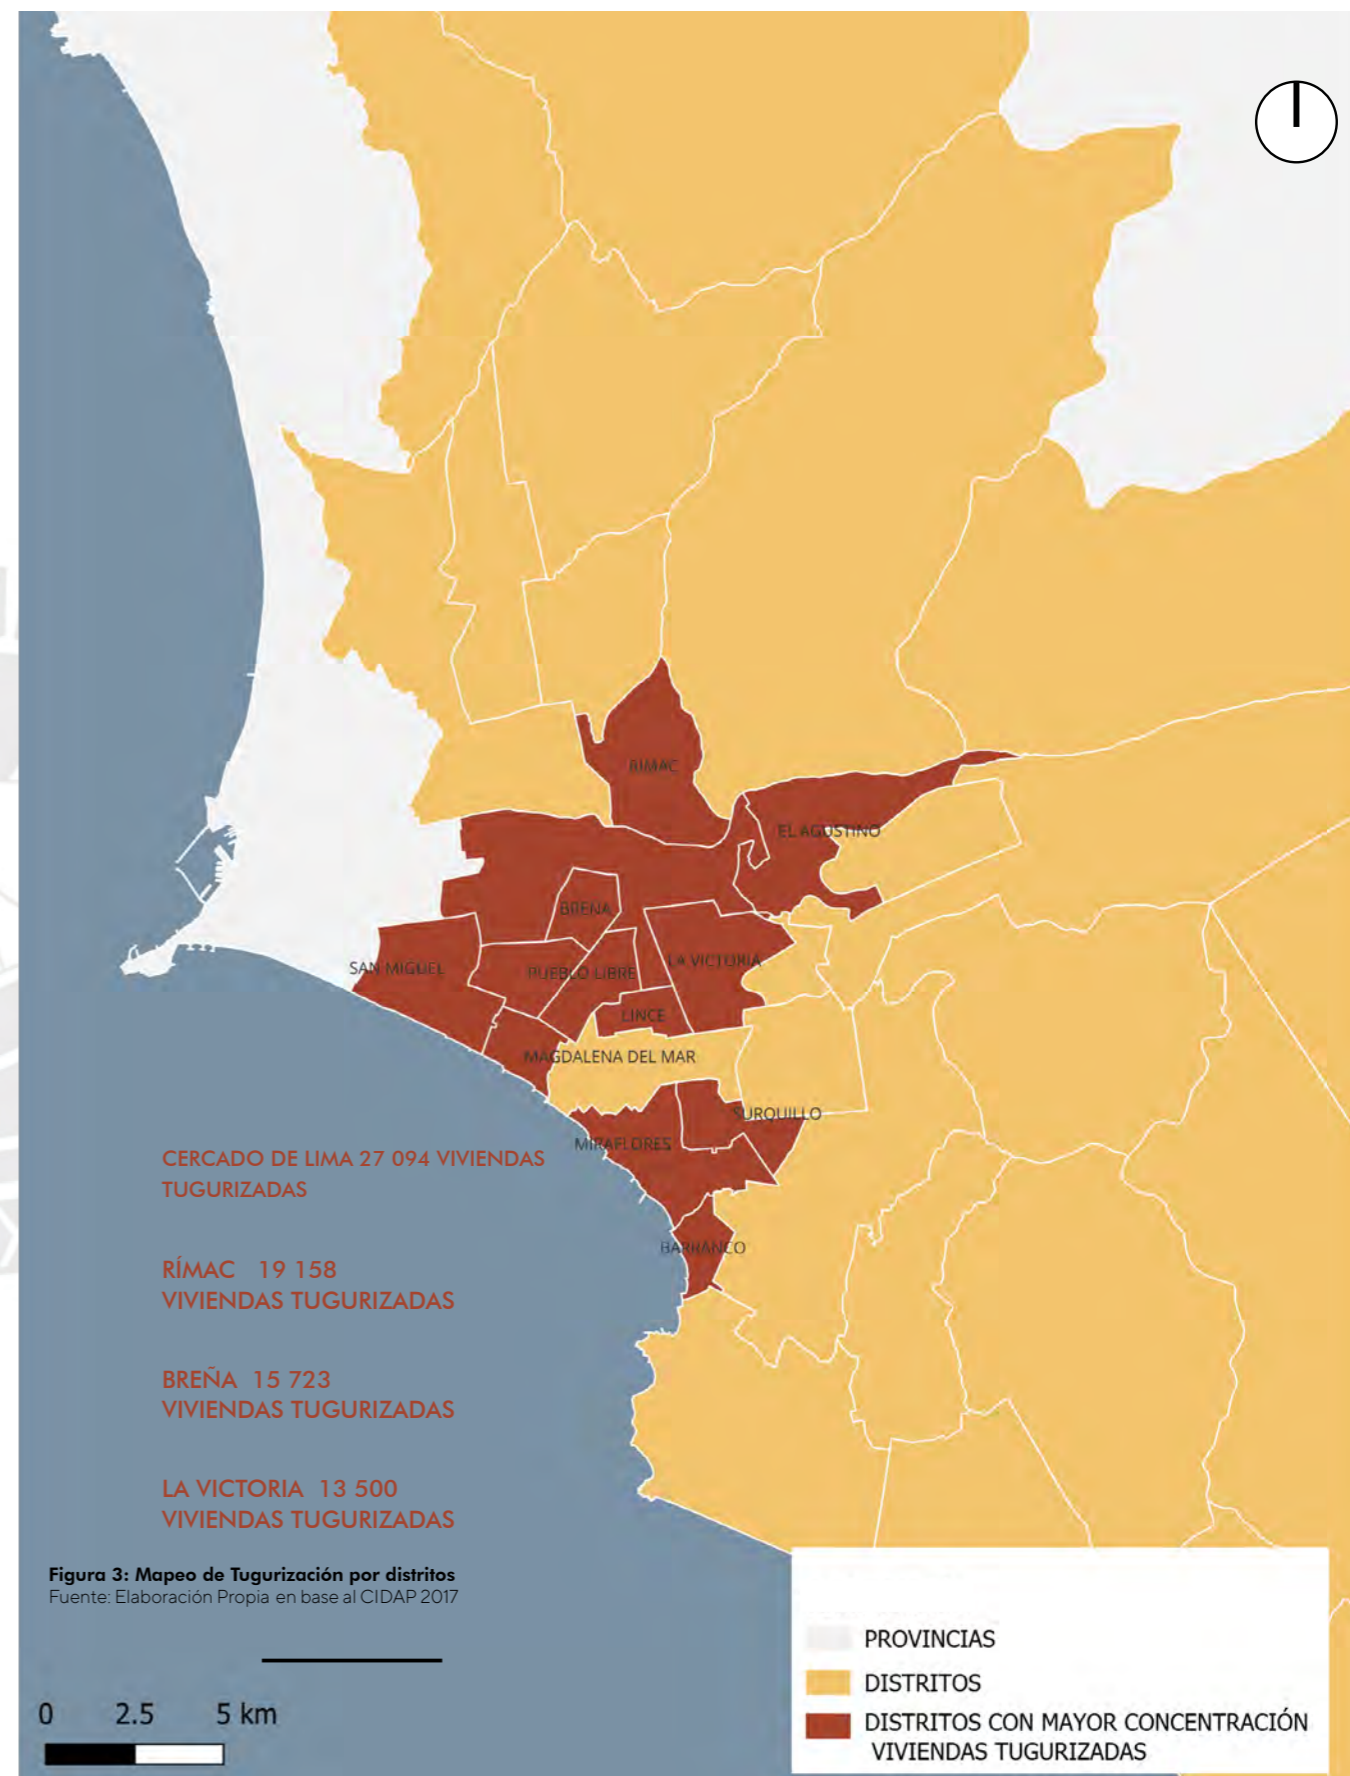 RIMAC
EL AGUSTINO
BREÑA
SAN MIGUEL
PUEBLO LIBRE
LA VICTORIA
LINCE
MAGDALENA DEL MAR
SURQUILLO
MIRAFLORES
BARRANCO
CERCADO DE LIMA 27 094 VIVIENDAS
TUGURIZADAS
RÍMAC 19 158
VIVIENDAS TUGURIZADAS
BREÑA 15 723
VIVIENDAS TUGURIZADAS
LA VICTORIA 13 500
VIVIENDAS TUGURIZADAS
Figura 3: Mapeo de Tugurización por distritos
Fuente: Elaboración Propia en base al CIDAP 2017
0 2.5 5 km
PROVINCIAS
DISTRITOS
DISTRITOS CON MAYOR CONCENTRACIÓN
VIVIENDAS TUGURIZADAS